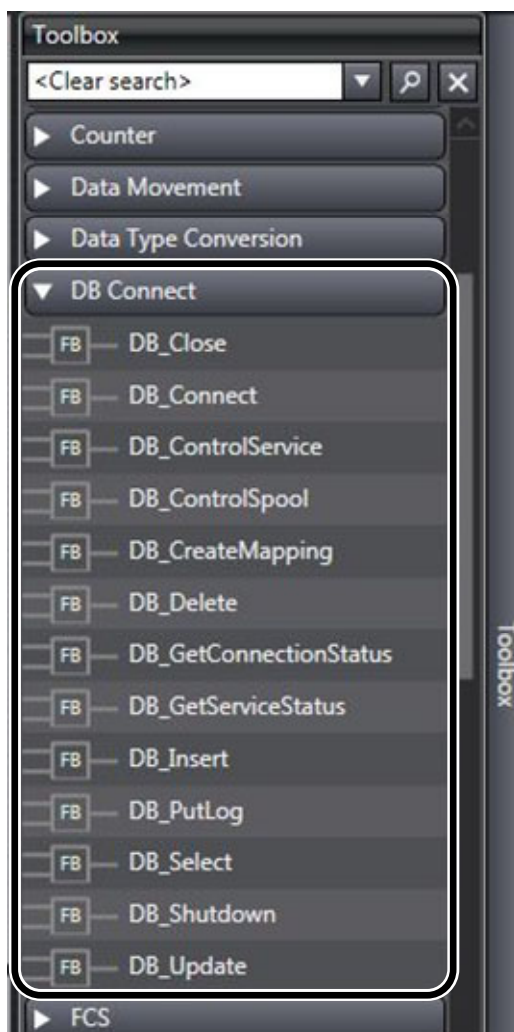 Toolbox
<Clear search>
Counter
Data Movement
Data Type Conversion
DB Connect
FB DB_Close
FB DB_Connect
FB DB_ControlService
FB DB_ControlSpool
FB DB_CreateMapping
FB DB_Delete
FB DB_GetConnectionStatus
FB DB_GetServiceStatus
FB DB_Insert
FB DB_PutLog
FB DB_Select
FB DB_Shutdown
FB DB_Update
FCS
Toolbox